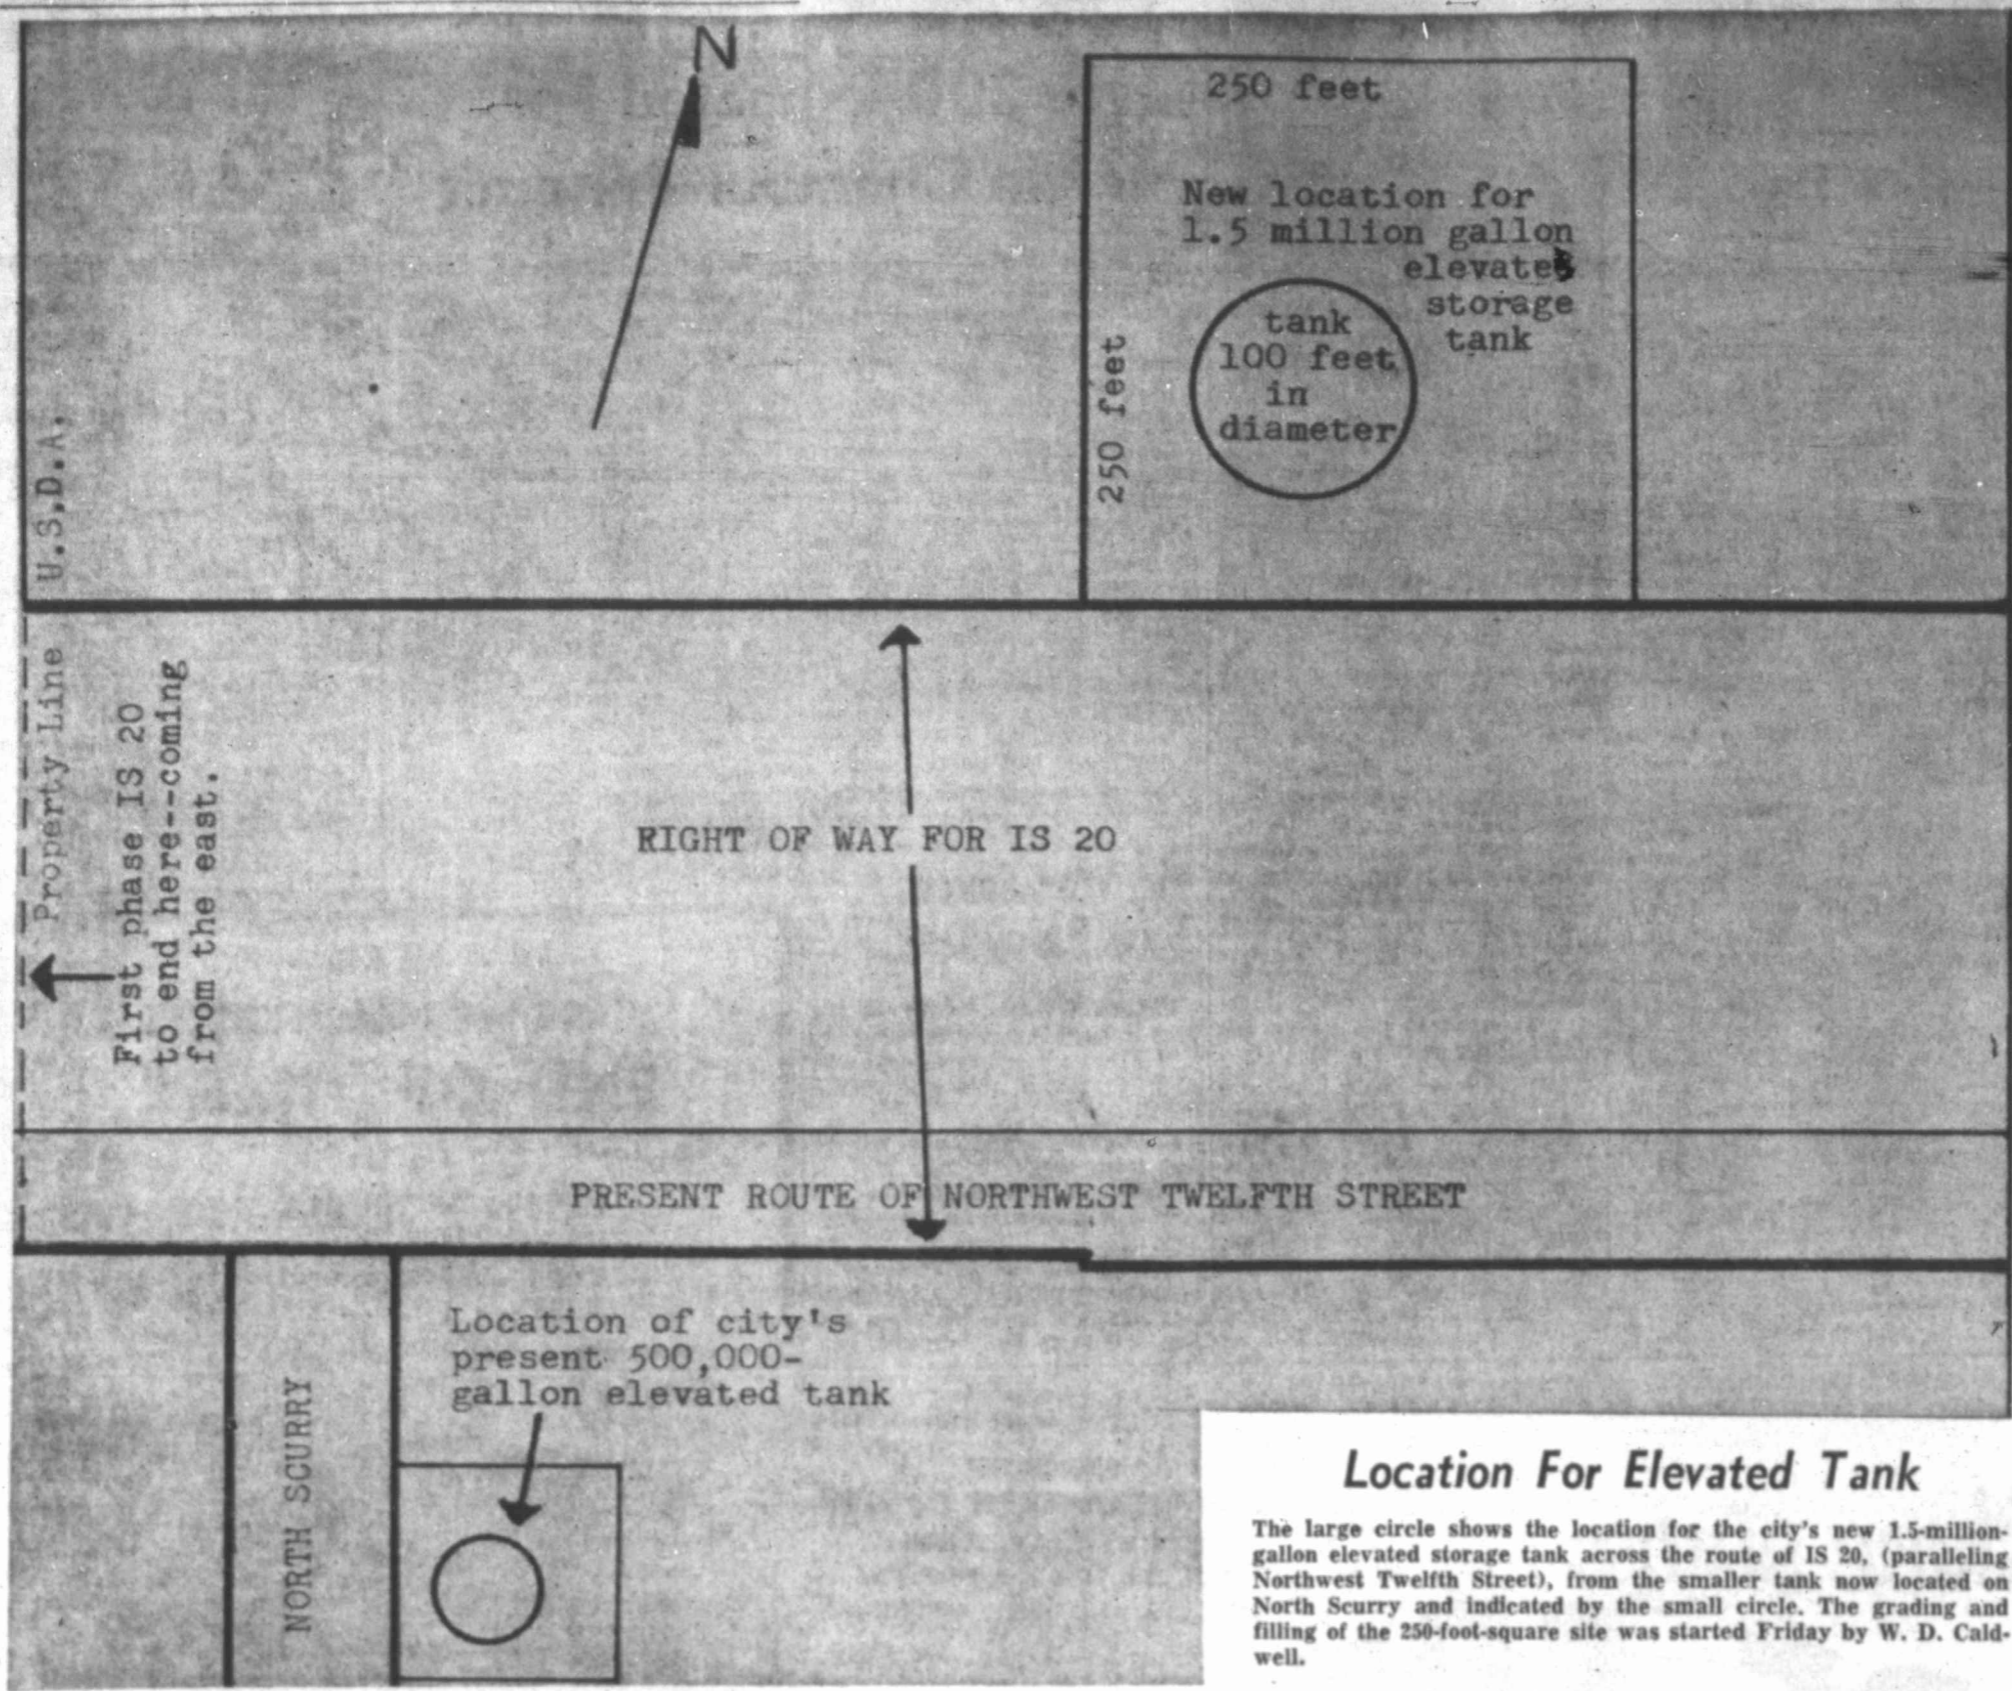 N
250 feet
New location for
1.5 million gallon
elevated
storage
tank
tank
100 feet
in
diameter
250 feet
U.S.D.A.
Property Line
First phase IS 20
to end here--coming
from the east.
RIGHT OF WAY FOR IS 20
PRESENT ROUTE OF NORTHWEST TWELFTH STREET
NORTH SCURRY
Location of city's
present 500,000-
gallon elevated tank
Location For Elevated Tank
The large circle shows the location for the city's new 1.5-million-
gallon elevated storage tank across the route of IS 20, (paralleling
Northwest Twelfth Street), from the smaller tank now located on
North Scurry and indicated by the small circle. The grading and
filling of the 250-foot-square site was started Friday by W. D. Cald-
well.